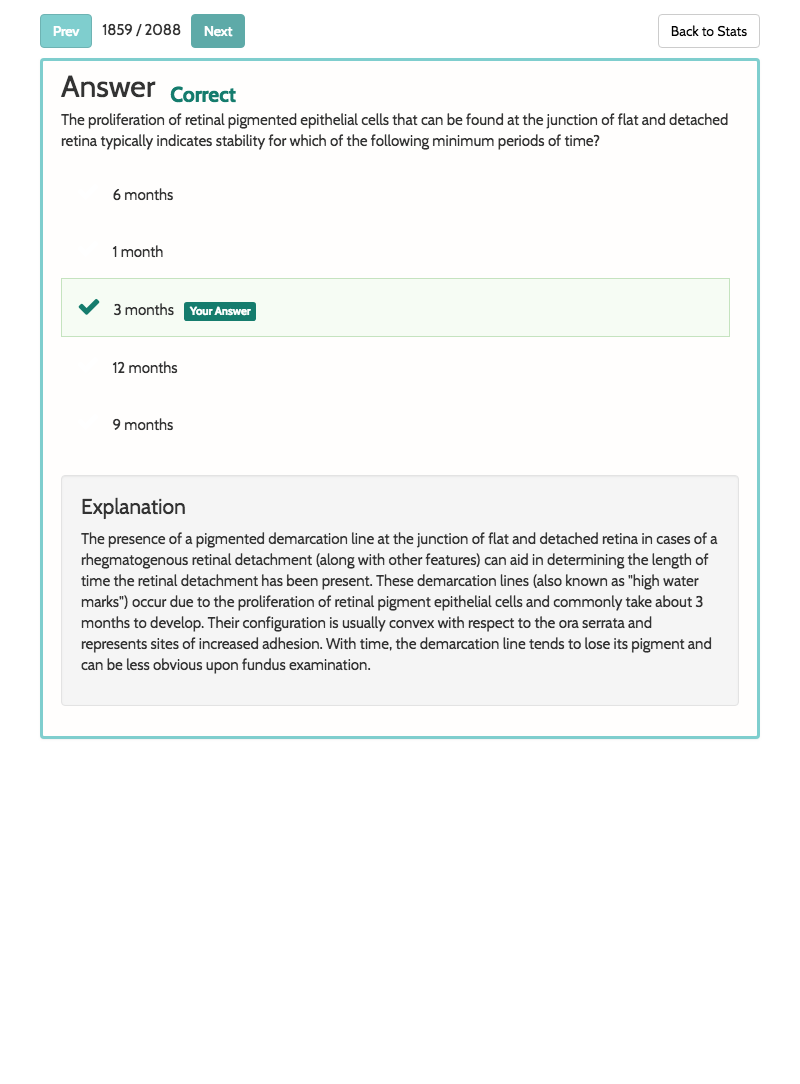 Prev 1859 / 2088 Next Back to Stats
Answer Correct
The proliferation of retinal pigmented epithelial cells that can be found at the junction of flat and detached
retina typically indicates stability for which of the following minimum periods of time?
6 months
1 month
3 months Your Answer
12 months
9 months
Explanation
The presence of a pigmented demarcation line at the junction of flat and detached retina in cases of a
rhegmatogenous retinal detachment (along with other features) can aid in determining the length of
time the retinal detachment has been present. These demarcation lines (also known as "high water
marks") occur due to the proliferation of retinal pigment epithelial cells and commonly take about 3
months to develop. Their configuration is usually convex with respect to the ora serrata and
represents sites of increased adhesion. With time, the demarcation line tends to lose its pigment and
can be less obvious upon fundus examination.